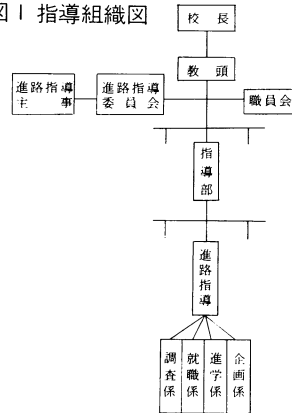 図1 指導組織図
校長
教頭
進路指導
主事
進路指導
委員会
職員会
指導部
進路指導
調査係
就職係
進学係
企画係